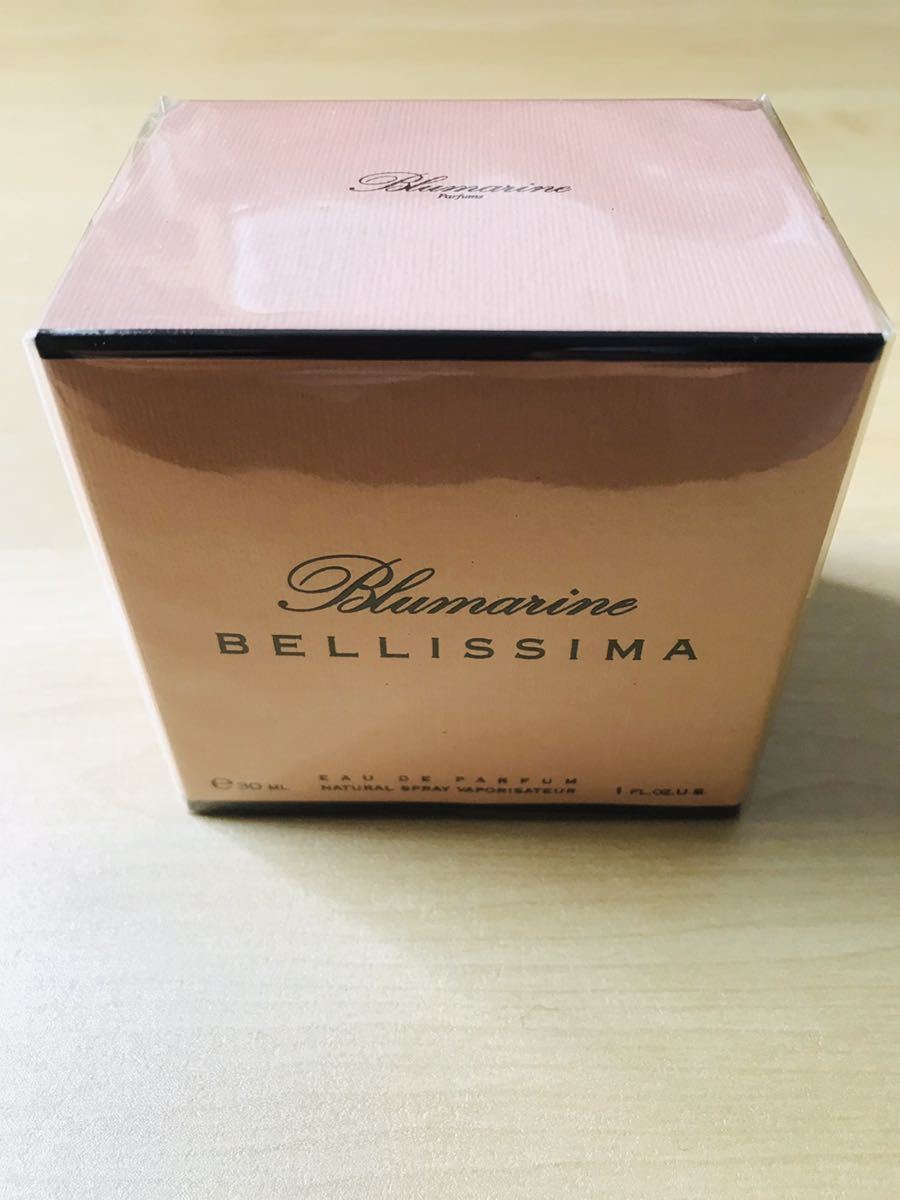 Blumarine
Parfums
Blumarine
BELLISSIMA
EAU DE PARFUM
℮ 30 ML NATURAL SPRAY VAPORISATEUR 1 FL.OZ.U.S.